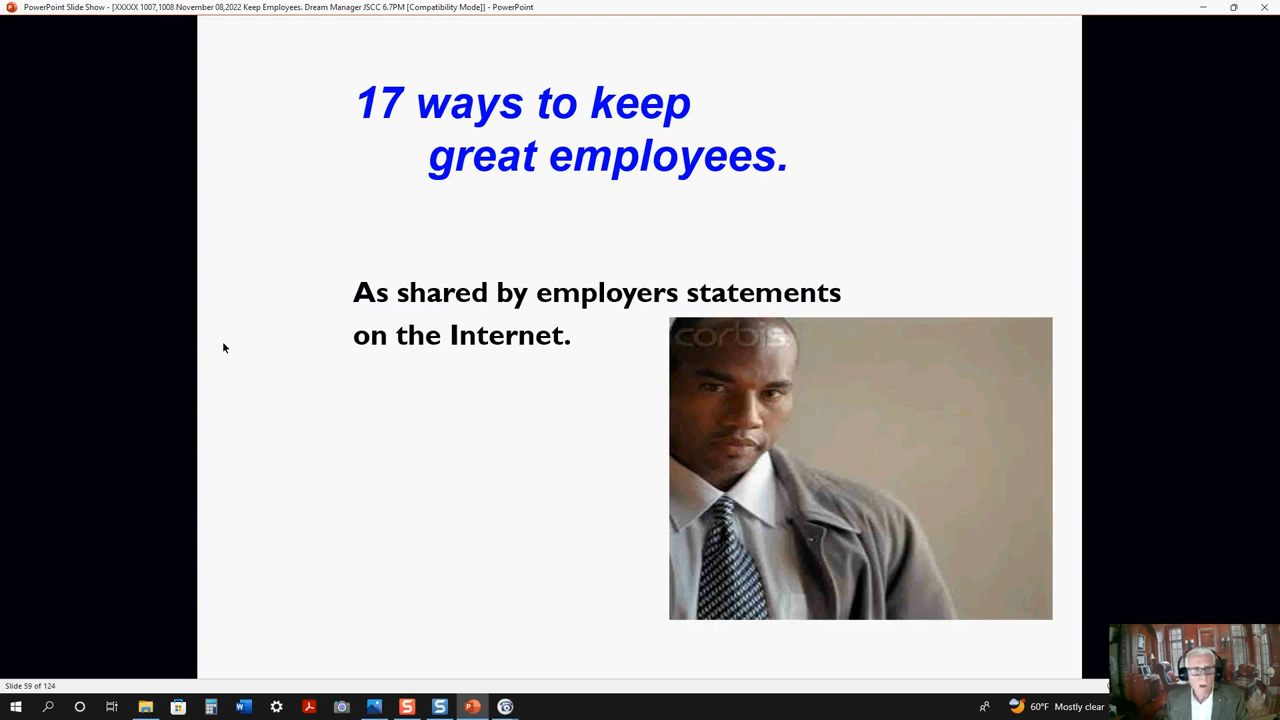 PowerPoint Slide Show - [XXXXX 1007,1008 November 08,2022 Keep Employees. Dream Manager JSCC 6.7PM [Compatibility Mode]] - PowerPoint
17 ways to keep
great employees.
As shared by employers statements
on the Internet.
corbis.
Slide 59 of 124
60°F Mostly clear